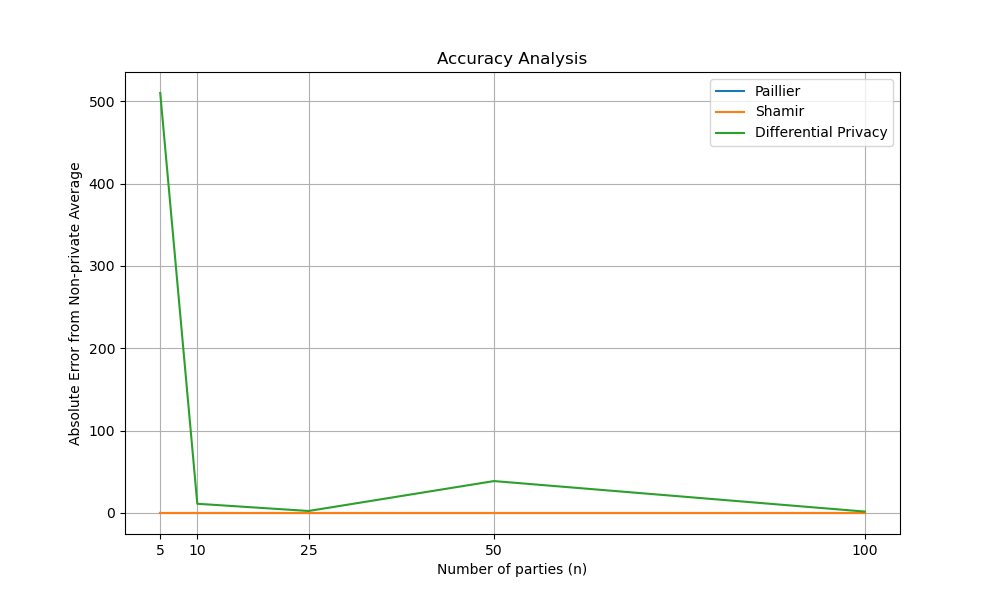 Accuracy Analysis
Paillier
Shamir
Differential Privacy
Absolute Error from Non-private Average
500
400
300
200
100
0
5
10
25
50
100
Number of parties (n)